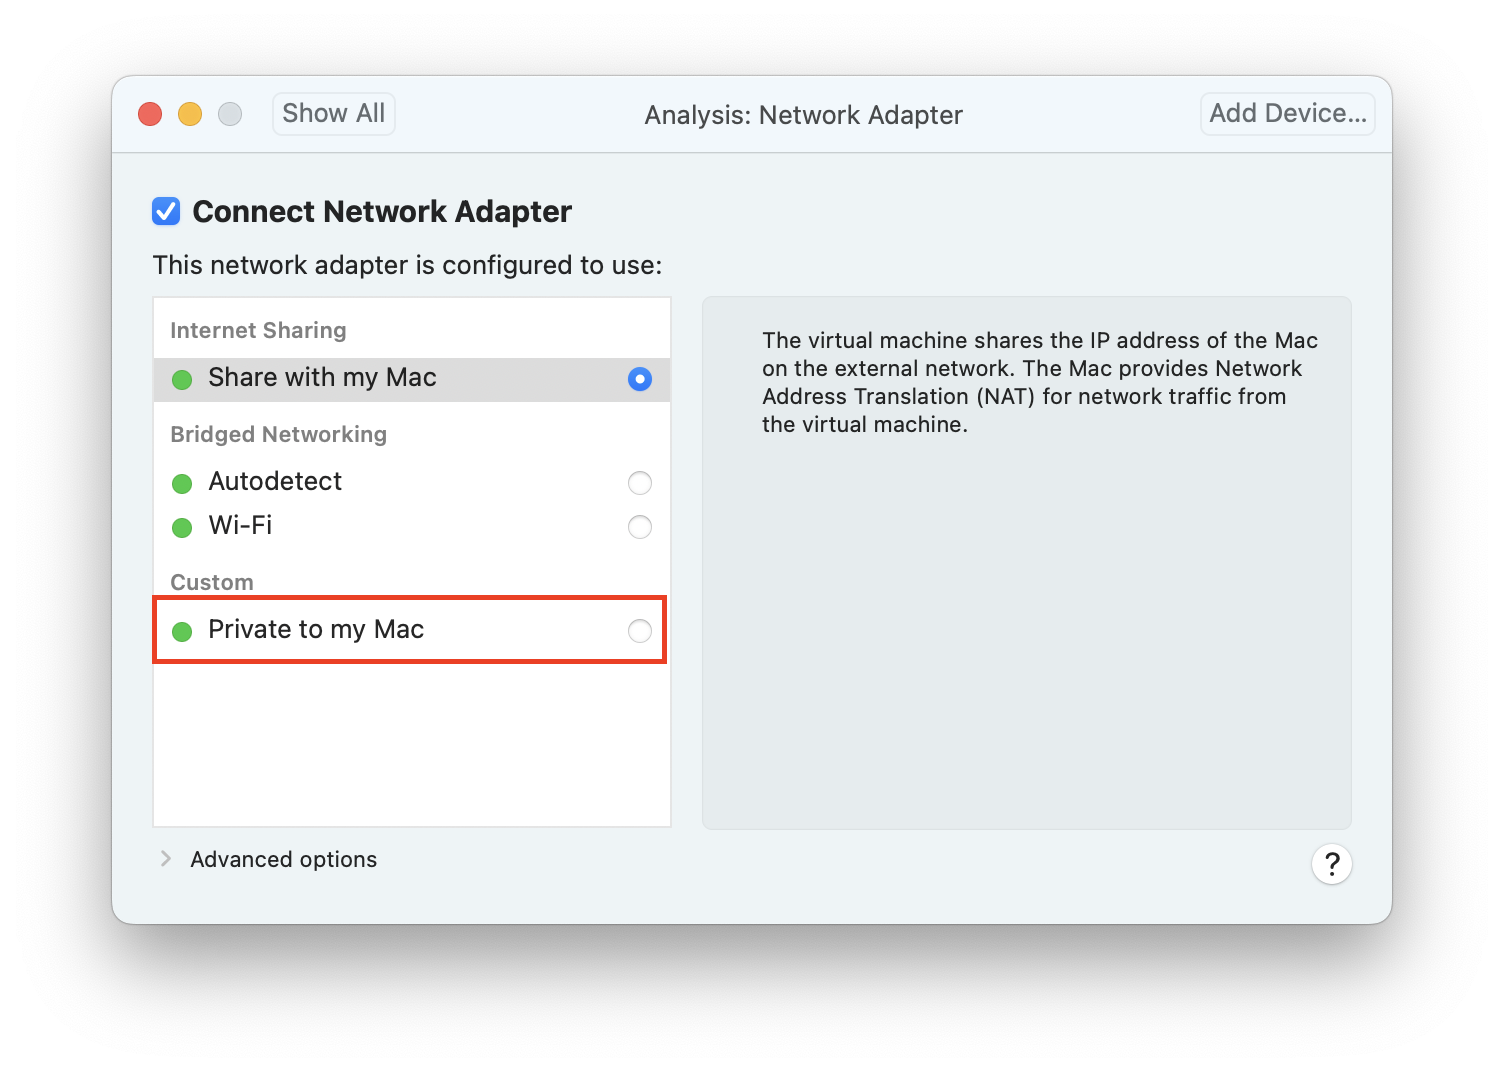 Show All
Analysis: Network Adapter
Add Device...
Connect Network Adapter
This network adapter is configured to use:
Internet Sharing
Share with my Mac
Bridged Networking
Autodetect
Wi-Fi
Custom
Private to my Mac
The virtual machine shares the IP address of the Mac
on the external network. The Mac provides Network
Address Translation (NAT) for network traffic from
the virtual machine.
Advanced options
?